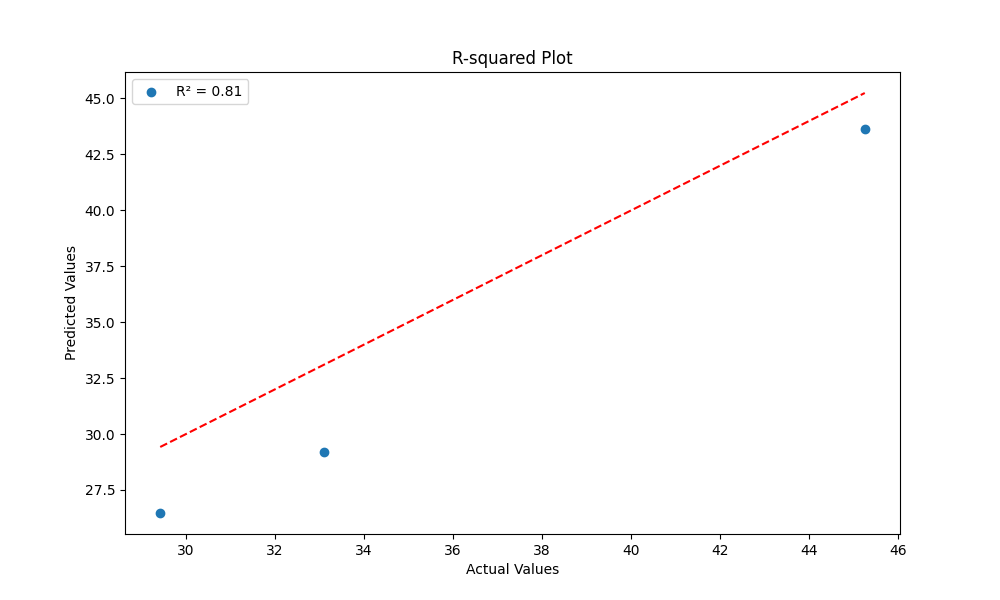 R-squared Plot
R² = 0.81
45.0
42.5
40.0
37.5
35.0
32.5
30.0
27.5
Predicted Values
30 32 34 36 38 40 42 44 46
Actual Values